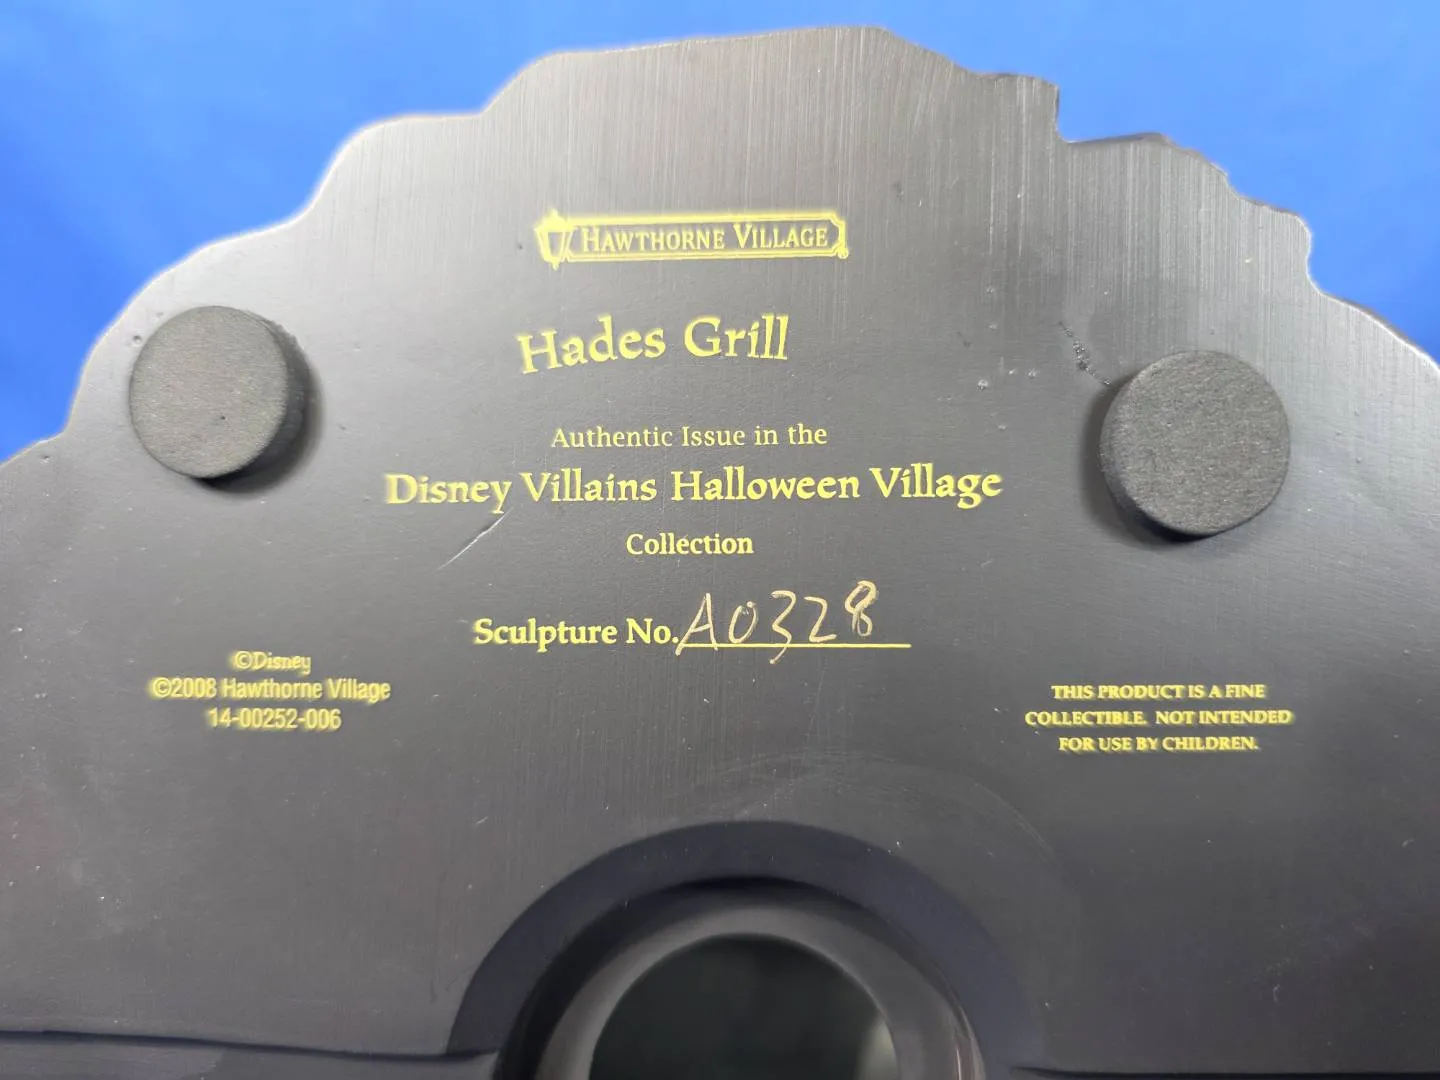 HAWTHORNE VILLAGE
Hades Grill
Authentic Issue in the
Disney Villains Halloween Village
Collection
Sculpture No. A0328
©Disney
©2008 Hawthorne Village
14-00252-006
THIS PRODUCT IS A FINE
COLLECTIBLE. NOT INTENDED
FOR USE BY CHILDREN.